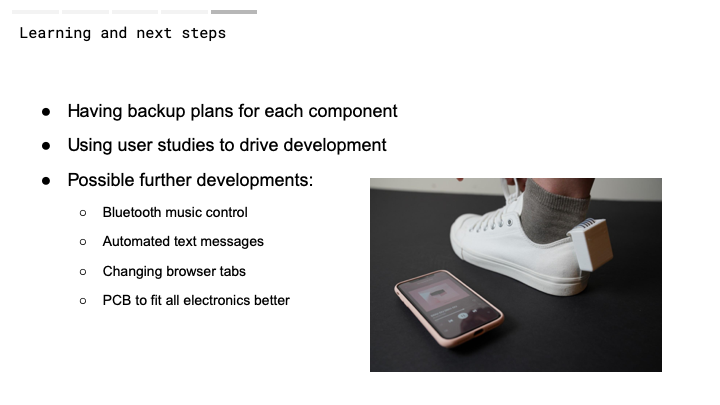 Learning and next steps
● Having backup plans for each component
● Using user studies to drive development
● Possible further developments:
○ Bluetooth music control
○ Automated text messages
○ Changing browser tabs
○ PCB to fit all electronics better